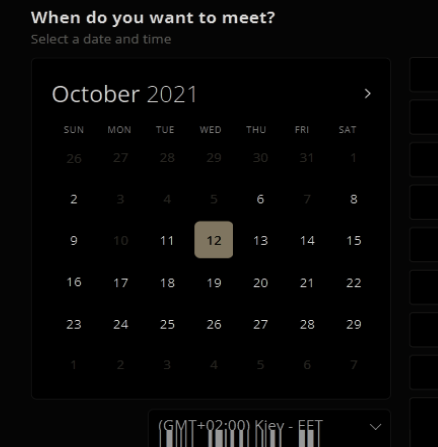 When do you want to meet?
Select a date and time
October 2021
SUN MON TUE WED THU FRI SAT
26 27 28 29 30 31 1
2 3 4 5 6 7 8
9 10 11 12 13 14 15
16 17 18 19 20 21 22
23 24 25 26 27 28 29
1 2 3 4 5 6 7
(GMT+02:00) Kiev - EET